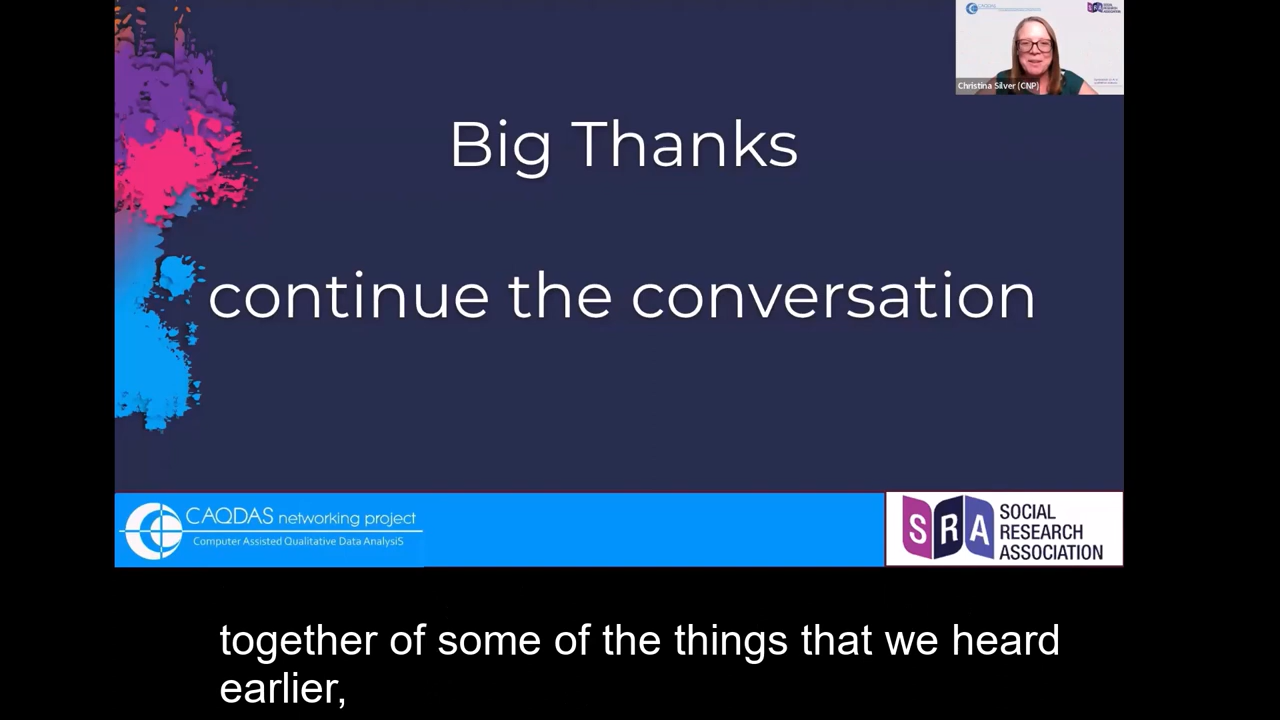 Christina Silver (CNP)
Big Thanks
continue the conversation
CAQDAS networking project
Computer Assisted Qualitative Data AnalysiS
SRA
SOCIAL
RESEARCH
ASSOCIATION
together of some of the things that we heard
earlier,